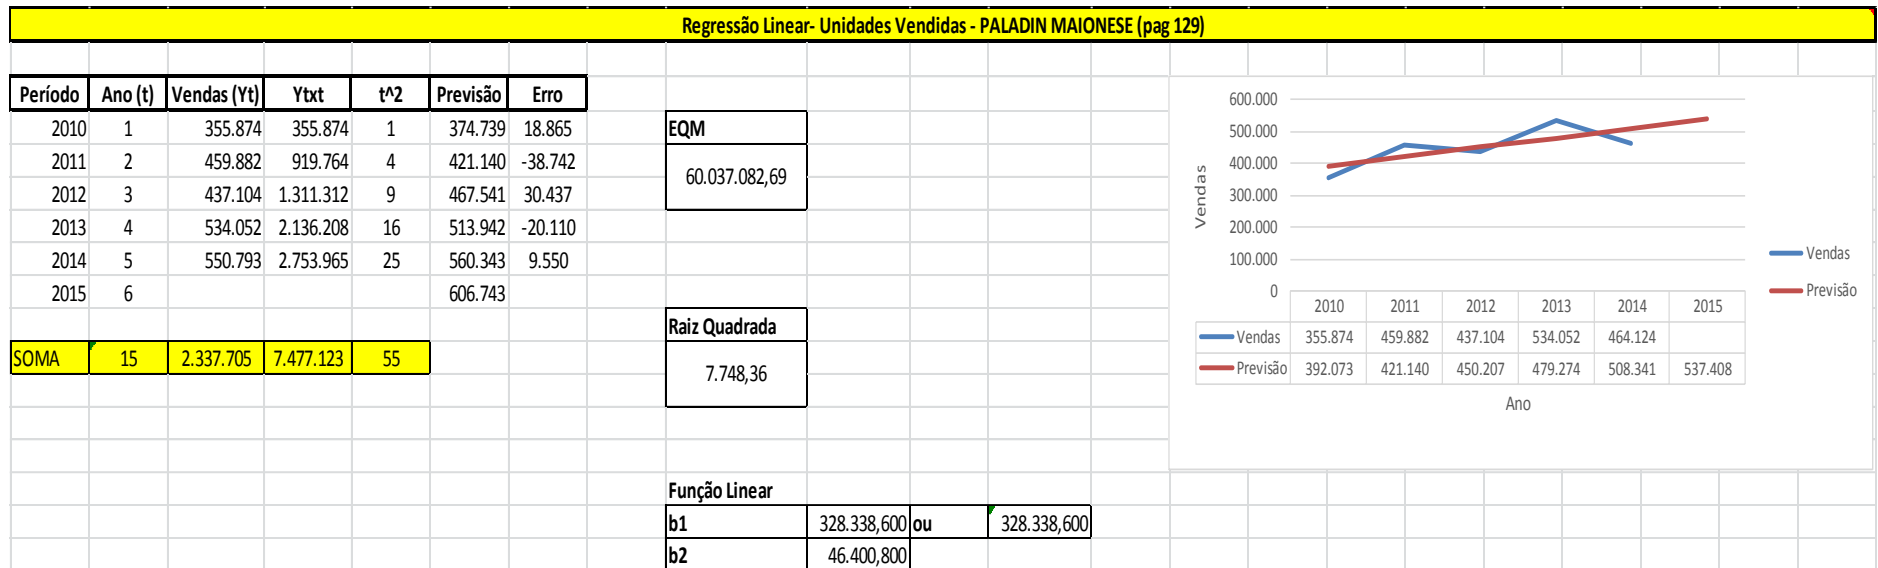 Regressão Linear- Unidades Vendidas - PALADIN MAIONESE (pag 129)
Período Ano (t) Vendas (Yt) Ytxt t^2 Previsão Erro
2010 1 355.874 355.874 1 374.739 18.865
2011 2 459.882 919.764 4 421.140 -38.742
2012 3 437.104 1.311.312 9 467.541 30.437
2013 4 534.052 2.136.208 16 513.942 -20.110
2014 5 550.793 2.753.965 25 560.343 9.550
2015 6 606.743
SOMA 15 2.337.705 7.477.123 55
EQM
60.037.082,69
Raiz Quadrada
7.748,36
Função Linear
b1 328.338,600 ou 328.338,600
b2 46.400,800
600.000
500.000
400.000
300.000
200.000
100.000
0
Vendas
2010 2011 2012 2013 2014 2015
Vendas 355.874 459.882 437.104 534.052 464.124
Previsão 392.073 421.140 450.207 479.274 508.341 537.408
Ano
Vendas
Previsão